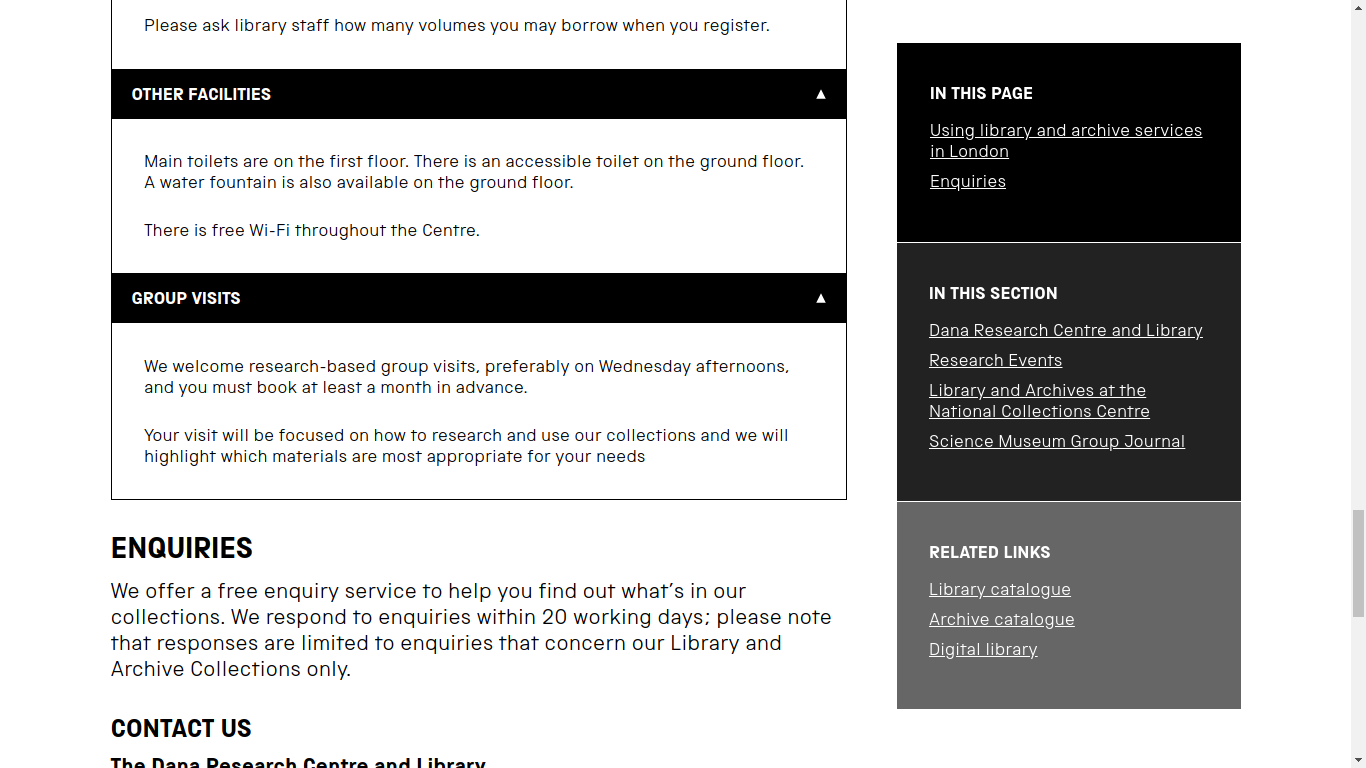 Please ask library staff how many volumes you may borrow when you register.
OTHER FACILITIES
Main toilets are on the first floor. There is an accessible toilet on the ground floor.
A water fountain is also available on the ground floor.
There is free Wi-Fi throughout the Centre.
GROUP VISITS
We welcome research-based group visits, preferably on Wednesday afternoons,
and you must book at least a month in advance.
Your visit will be focused on how to research and use our collections and we will
highlight which materials are most appropriate for your needs
ENQUIRIES
We offer a free enquiry service to help you find out what's in our
collections. We respond to enquiries within 20 working days; please note
that responses are limited to enquiries that concern our Library and
Archive Collections only.
CONTACT US
The Dana Research Centre and Library
IN THIS PAGE
Using library and archive services
in London
Enquiries
IN THIS SECTION
Dana Research Centre and Library
Research Events
Library and Archives at the
National Collections Centre
Science Museum Group Journal
RELATED LINKS
Library catalogue
Archive catalogue
Digital library